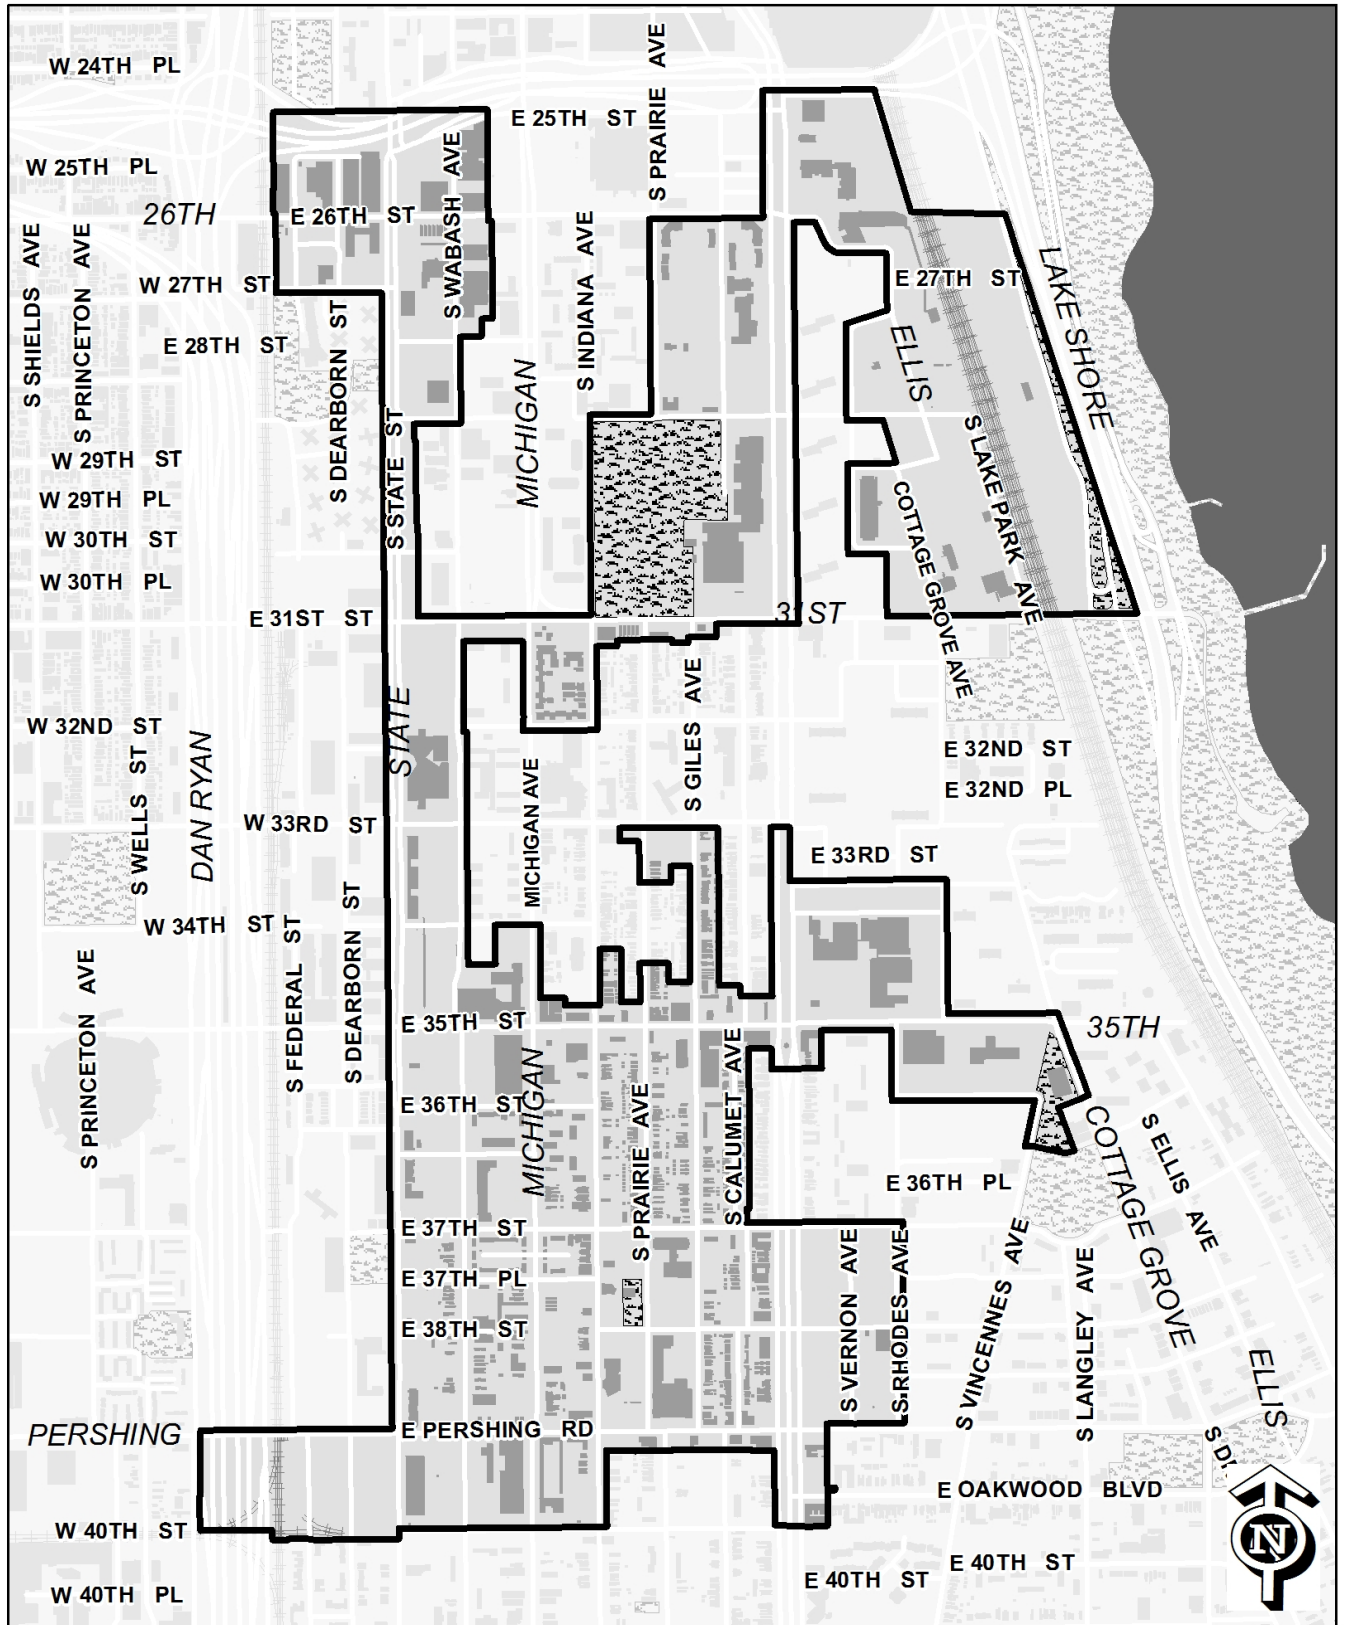 W 24TH PL
S PRAIRIE AVE
E 25TH ST
S WABASH AVE
W 25TH PL
26TH
E 26TH ST
S SHIELDS AVE
S PRINCETON AVE
S INDIANA AVE
LAKE SHORE
W 27TH ST
E 27TH ST
S DEARBORN ST
E 28TH ST
ELLIS
MICHIGAN
S STATE ST
S LAKE PARK AVE
W 29TH ST
W 29TH PL
COTTAGE GROVE AVE
W 30TH ST
W 30TH PL
E 31ST ST
31ST
STATE
S GILES AVE
W 32ND ST
S WELLS ST
DAN RYAN
E 32ND ST
E 32ND PL
MICHIGAN AVE
W 33RD ST
E 33RD ST
W 34TH ST
S FEDERAL ST
S DEARBORN ST
S PRINCETON AVE
E 35TH ST
35TH
S CALUMET AVE
MICHIGAN
S PRAIRIE AVE
E 36TH ST
COTTAGE GROVE
S ELLIS AVE
E 36TH PL
E 37TH ST
S VERNON AVE
S RHODES AVE
S VINCENNES AVE
S LANGLEY AVE
E 37TH PL
E 38TH ST
ELLIS
PERSHING
E PERSHING RD
E OAKWOOD BLVD
W 40TH ST
N
E 40TH ST
E 40TH ST
W 40TH PL